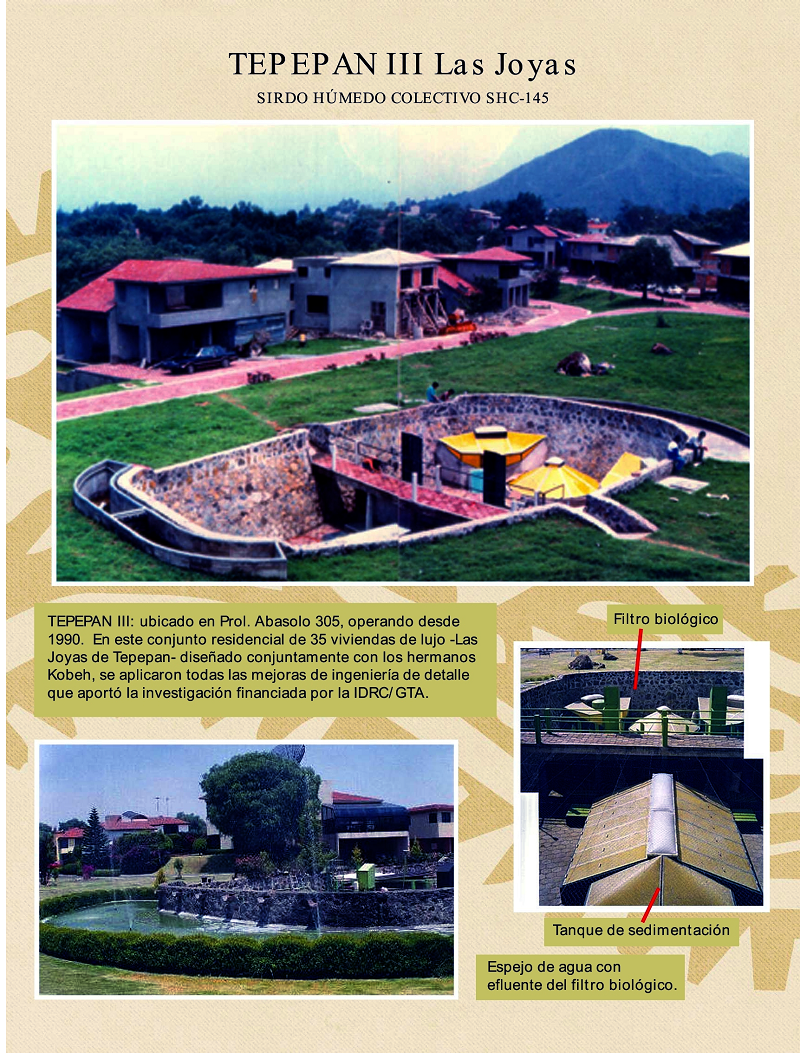 TEPEPAN III Las Joyas
SIRDO HÚMEDO COLECTIVO SHC-145
TEPEPAN III: ubicado en Prol. Abasolo 305, operando desde
1990. En este conjunto residencial de 35 viviendas de lujo -Las
Joyas de Tepepan- diseñado conjuntamente con los hermanos
Kobeh, se aplicaron todas las mejoras de ingeniería de detalle
que aportó la investigación financiada por la IDRC/ GTA.
Filtro biológico
Tanque de sedimentación
Espejo de agua con
efluente del filtro biológico.